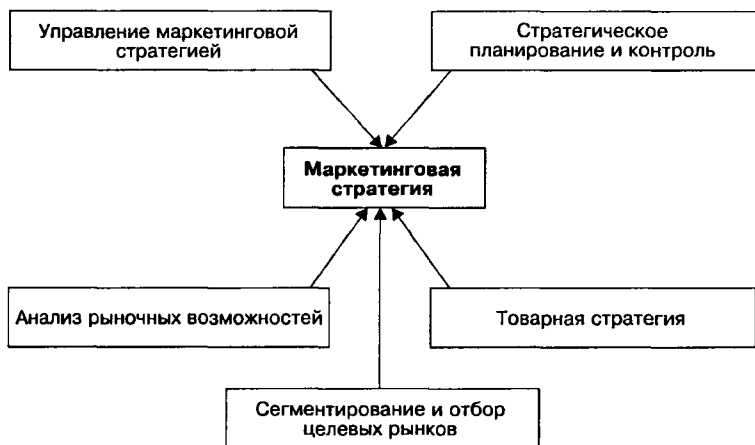 Управление маркетинговой
стратегией
Стратегическое
планирование и контроль
Маркетинговая
стратегия
Анализ рыночных возможностей
Товарная стратегия
Сегментирование и отбор
целевых рынков